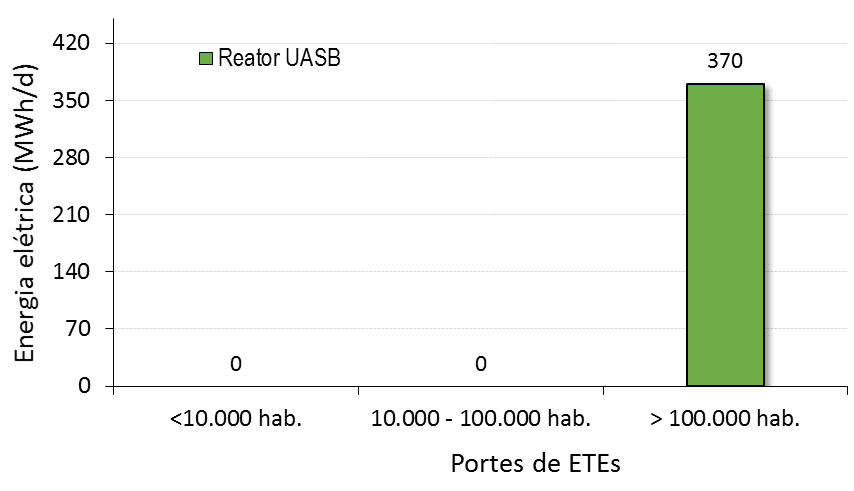 Energia elétrica (MWh/d)
420
350
280
210
140
70
0
Reator UASB
0
0
370
<10.000 hab.
10.000 - 100.000 hab.
> 100.000 hab.
Portes de ETEs